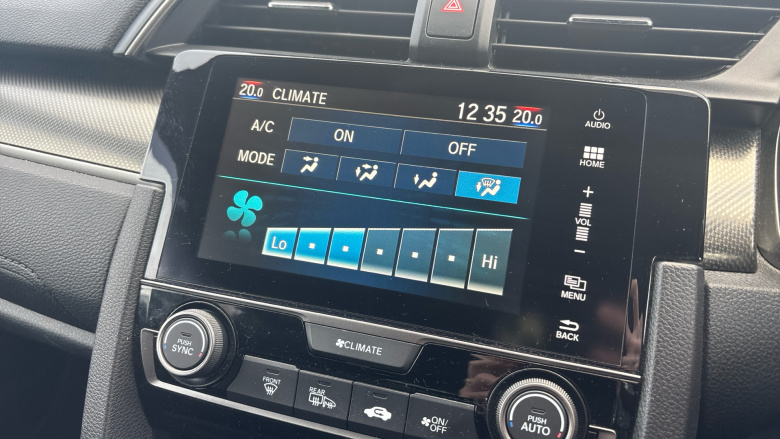 20.0 CLIMATE
12 35 20.0
A/C ON OFF
MODE
Lo Hi
AUDIO
HOME
+
VOL
−
MENU
BACK
PUSH
SYNC
CLIMATE
FRONT
REAR
ON/
OFF
PUSH
AUTO